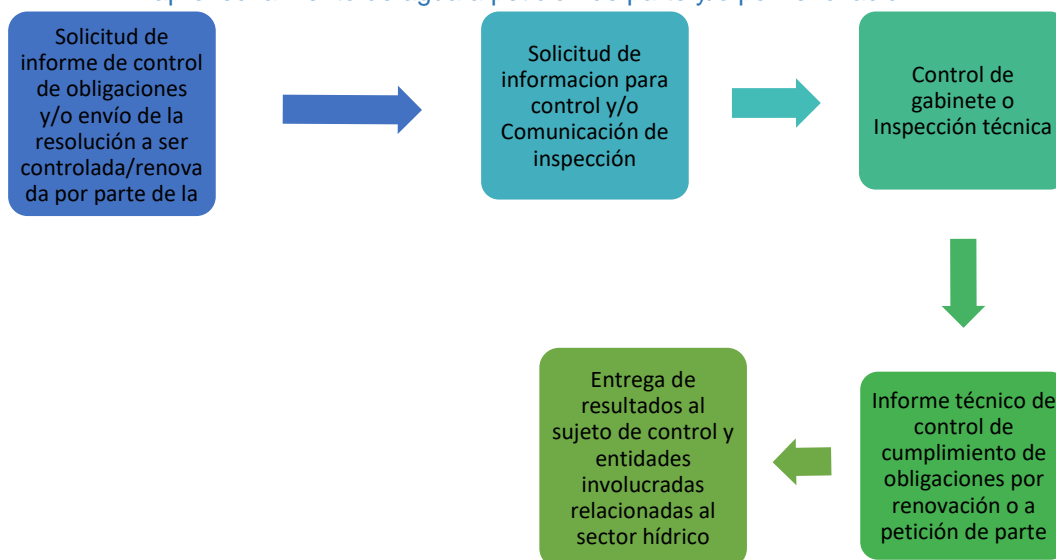 Solicitud de
informe de control
de obligaciones
y/o envío de la
resolución a ser
controlada/renova
da por parte de la
Solicitud de
informacion para
control y/o
Comunicación de
inspección
Control de
gabinete o
Inspección técnica
Informe técnico de
control de
cumplimiento de
obligaciones por
renovación o a
petición de parte
Entrega de
resultados al
sujeto de control y
entidades
involucradas
relacionadas al
sector hídrico